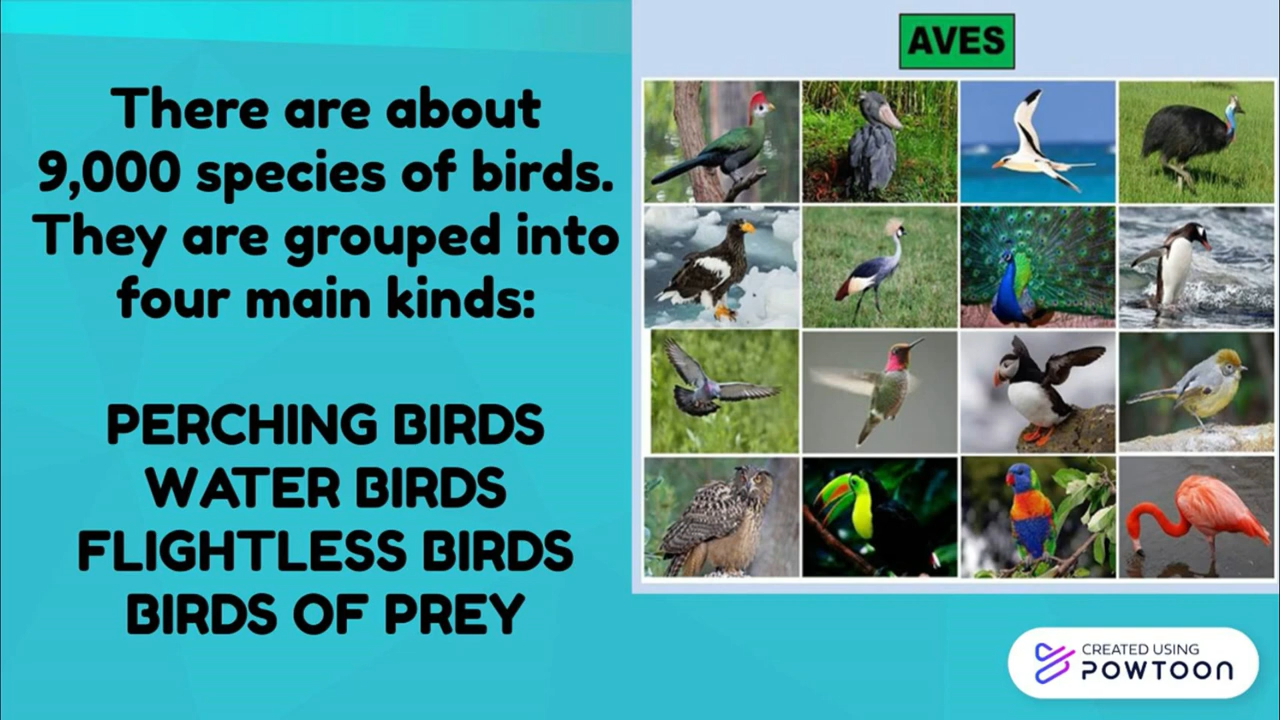 There are about
9,000 species of birds.
They are grouped into
four main kinds:
PERCHING BIRDS
WATER BIRDS
FLIGHTLESS BIRDS
BIRDS OF PREY
AVES
CREATED USING
POWTOON